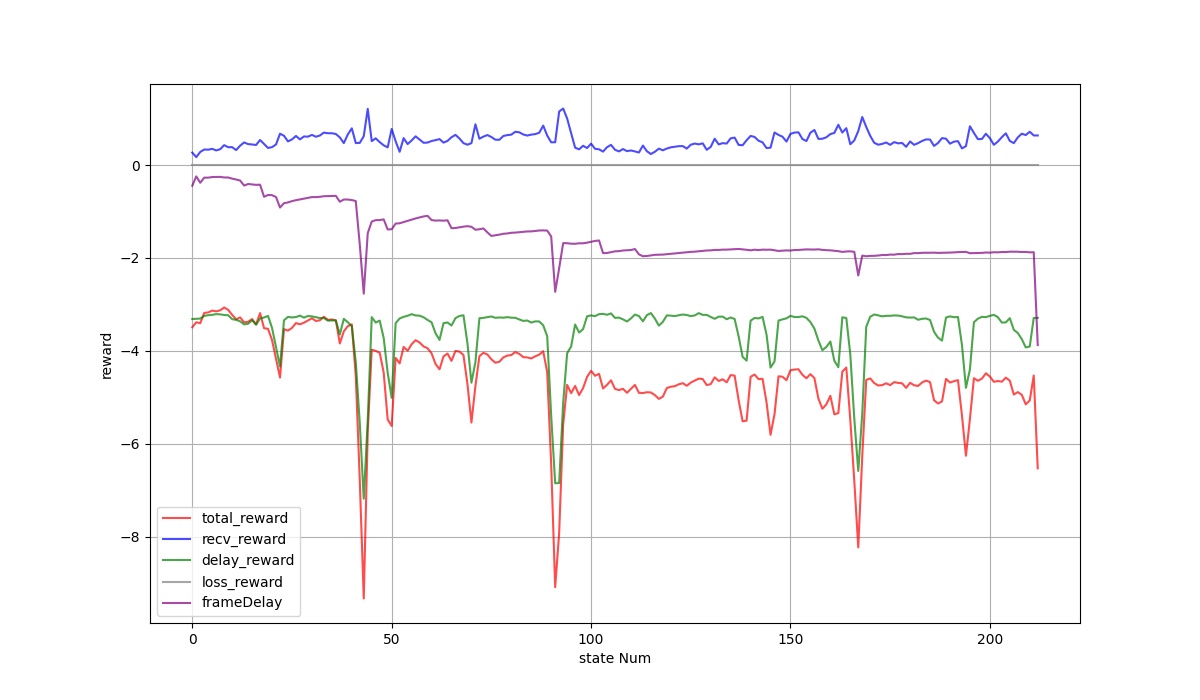 0
−2
−4
−6
−8
reward
0
50
100
150
200
state Num
total_reward
recv_reward
delay_reward
loss_reward
frameDelay